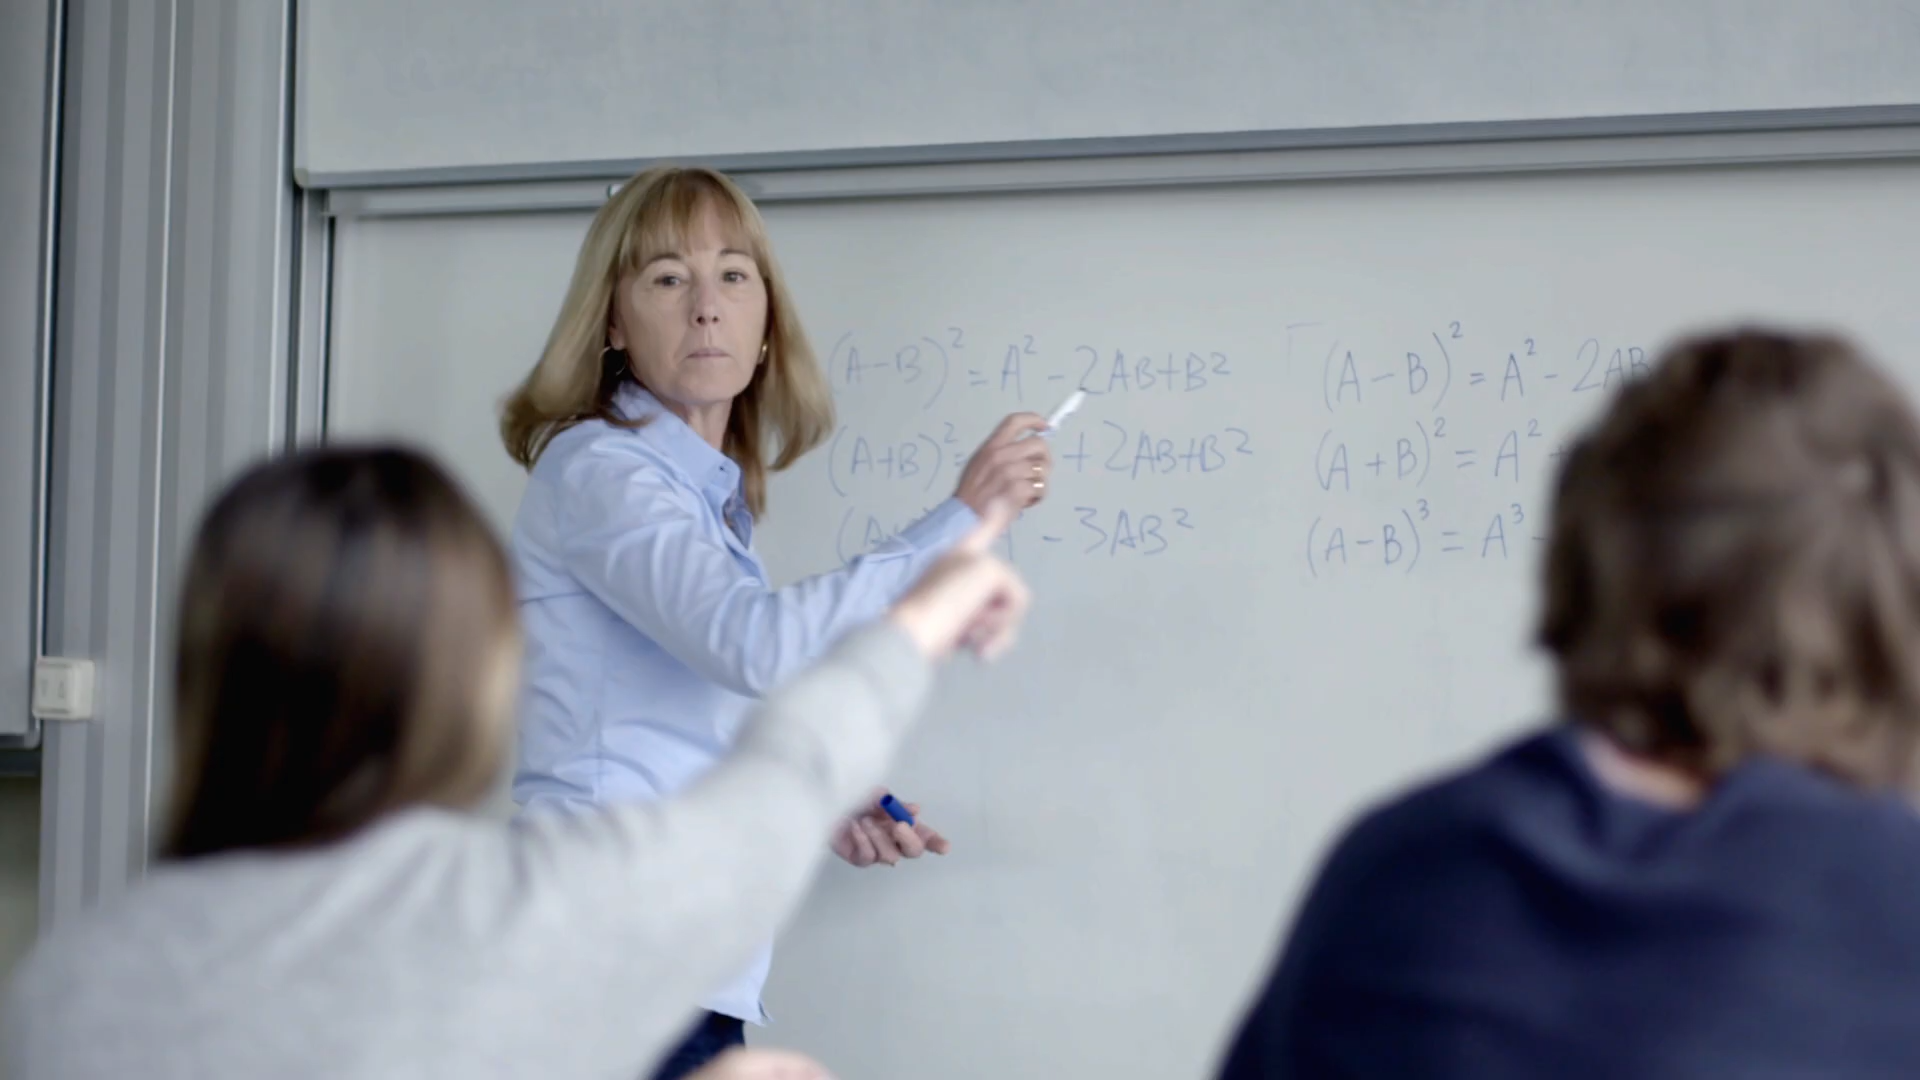 (A-B)² = A² - 2AB+B²
(A+B)² = + 2AB+B²
(A - 3AB²
(A - B)² = A² - 2AB
(A + B)² = A² +
(A - B)³ = A³ -